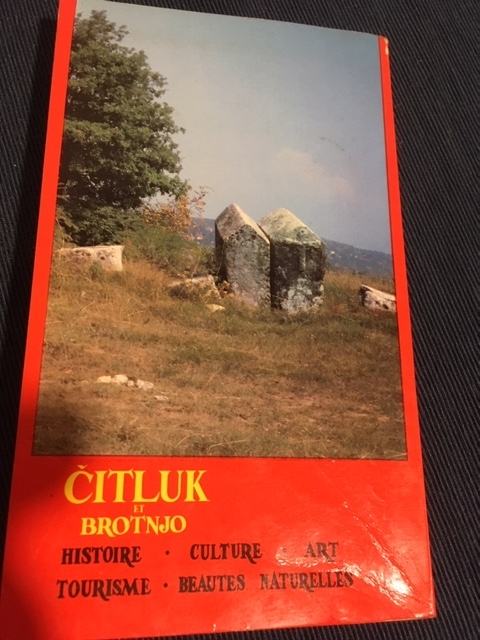 ČITLUK
ET
BROTNJO
HISTOIRE · CULTURE · ART
TOURISME · BEAUTES NATURELLES